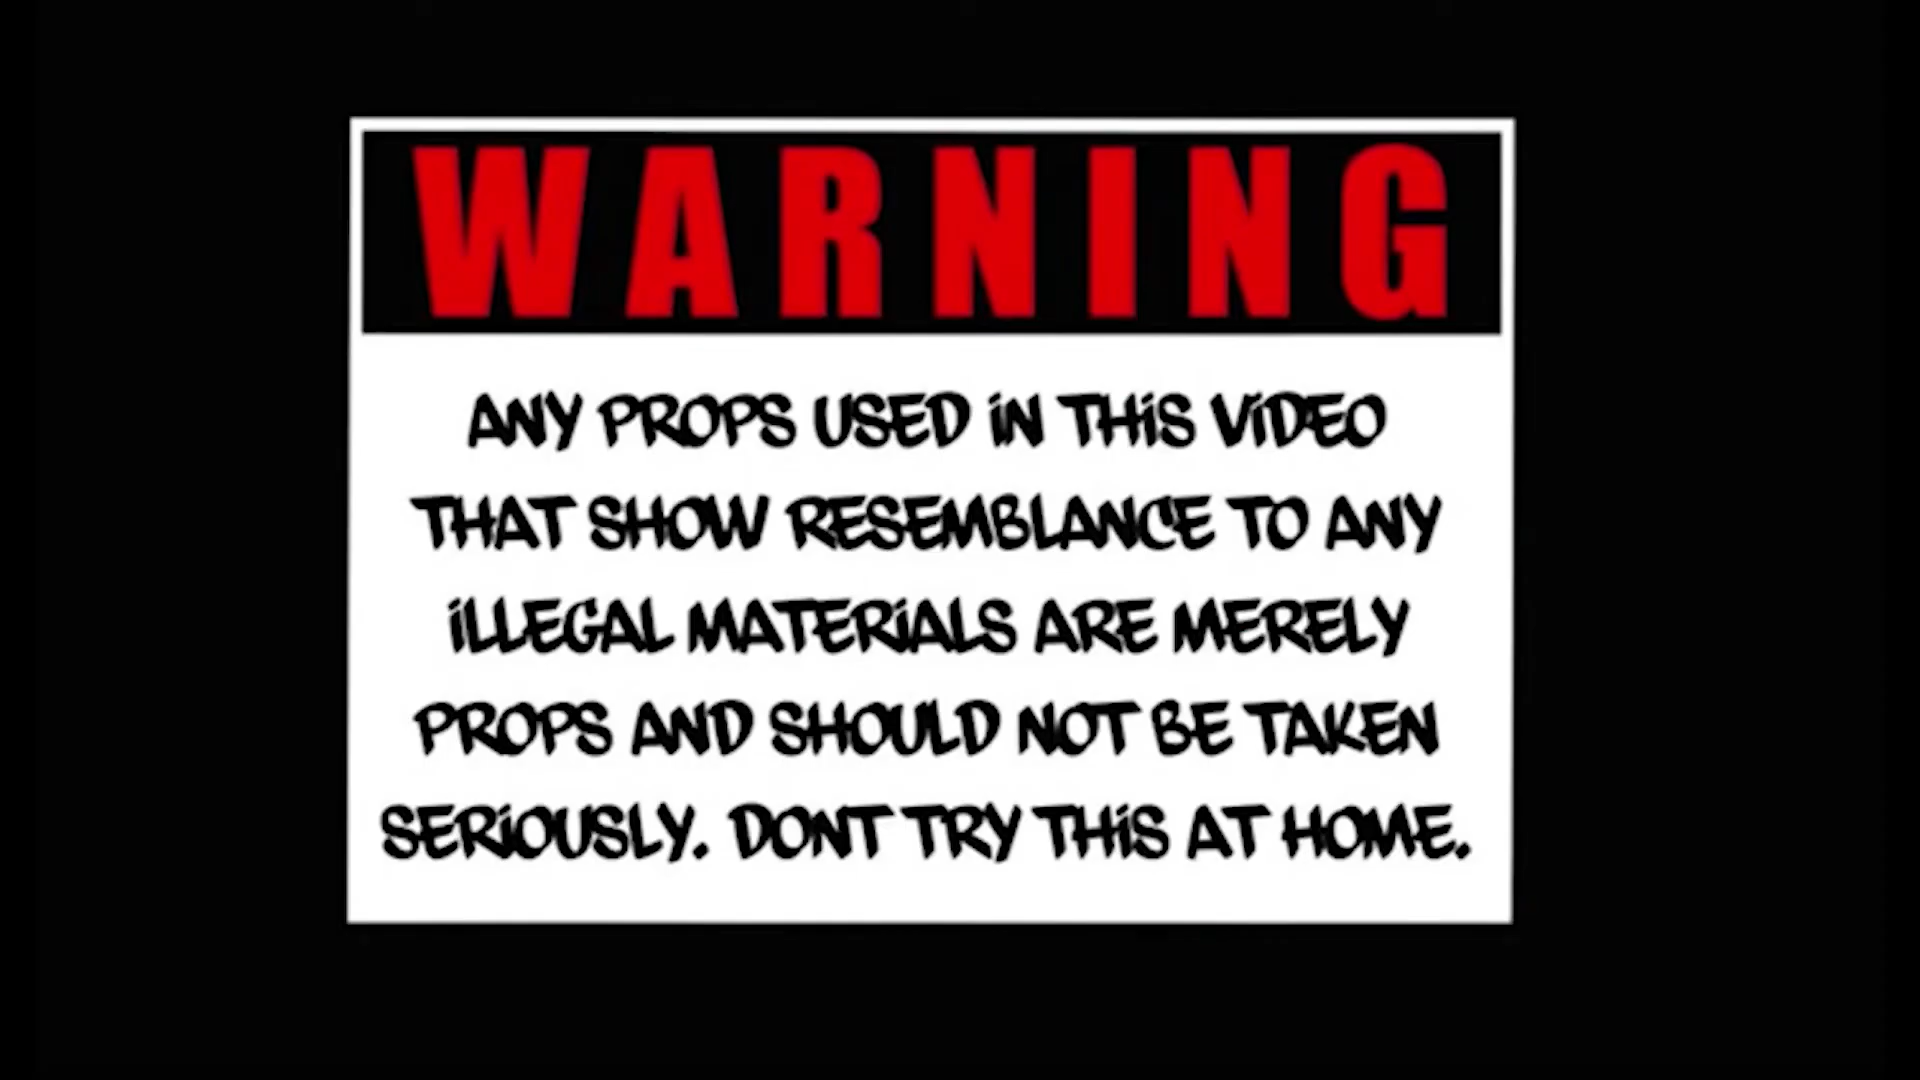 WARNING
ANY PROPS USED iN THiS ViDEO
THAT SHOW RESEMBLANCE TO ANY
iLLEGAL MATERiALS ARE MERELY
PROPS AND SHOULD NOT BE TAKEN
SERiOUSLY. DONT TRY THiS AT HOME.